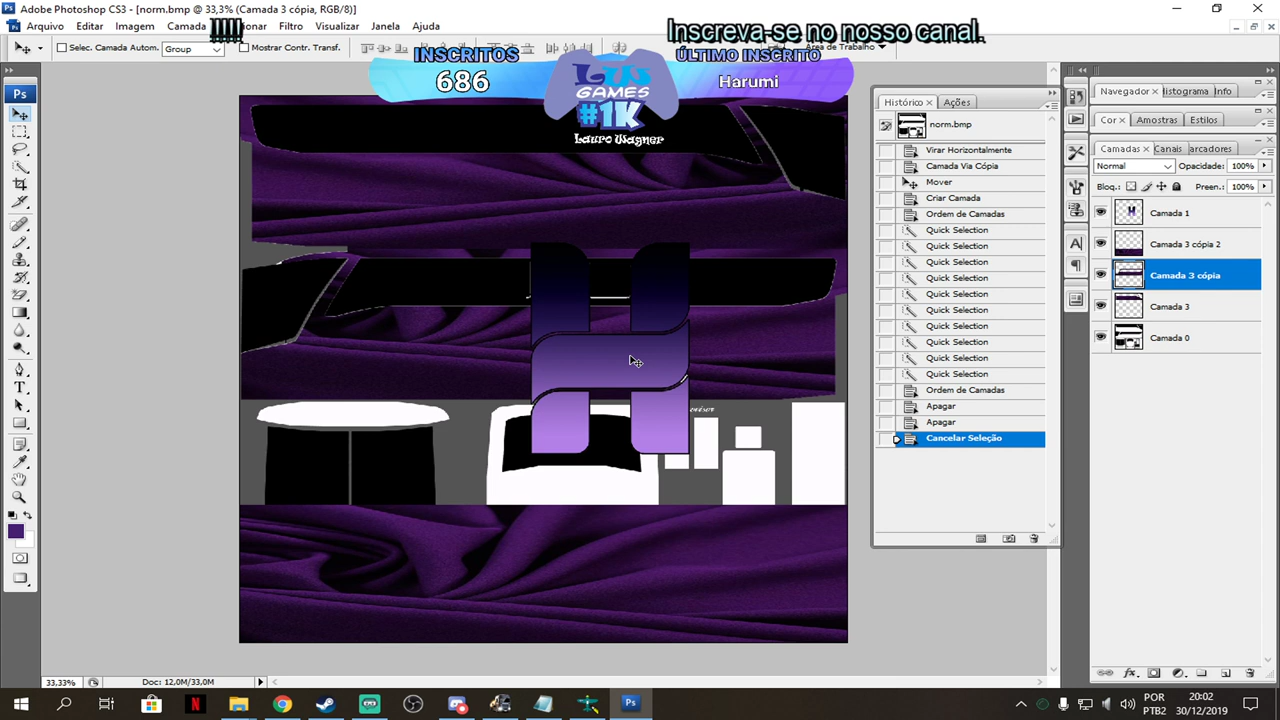 Adobe Photoshop CS3 - [norm.bmp @ 33,3% (Camada 3 cópia, RGB/8)]
Arquivo Editar Imagem Camada Filtro Visualizar Janela Ajuda
Inscreva-se no nosso canal.
Selec. Camada Autom. Group Mostrar Contr. Transf.
Área de Trabalho
INSCRITOS
686
LWS
GAMES
#1K
Lauro Wagner
ÚLTIMO INSCRITO
Harumi
Ps
Histórico Ações
norm.bmp
Virar Horizontalmente
Camada Via Cópia
Mover
Criar Camada
Ordem de Camadas
Quick Selection
Quick Selection
Quick Selection
Quick Selection
Quick Selection
Quick Selection
Quick Selection
Quick Selection
Quick Selection
Quick Selection
Ordem de Camadas
Apagar
Apagar
Cancelar Seleção
Navegador Histograma Info
Cor Amostras Estilos
Camadas Canais
Normal Opacidade: 100%
Bloq.: Preen.: 100%
Camada 1
Camada 3 cópia 2
Camada 3 cópia
Camada 3
Camada 0
33,33% Doc: 12,0M/33,0M
POR
PTB2
20:02
30/12/2019